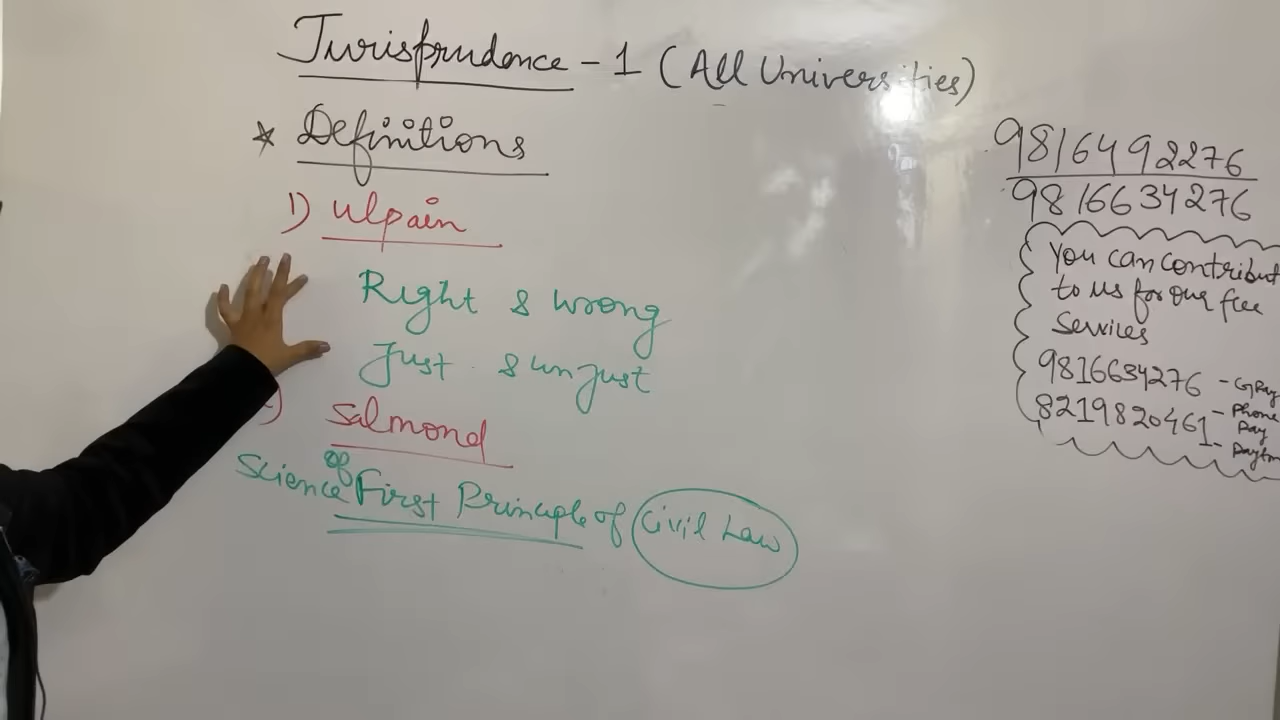 Jurisprudence - 1 (All Universities)
* Definitions
1) Ulpain
Right & wrong
Just & unjust
Salmond
Science of First Principle of Civil Law
9816492276
9816634276
You can contribut
to us for our free
Services
9816634276 - G Pay
8219820461 - Phone
Pay
- Paytm